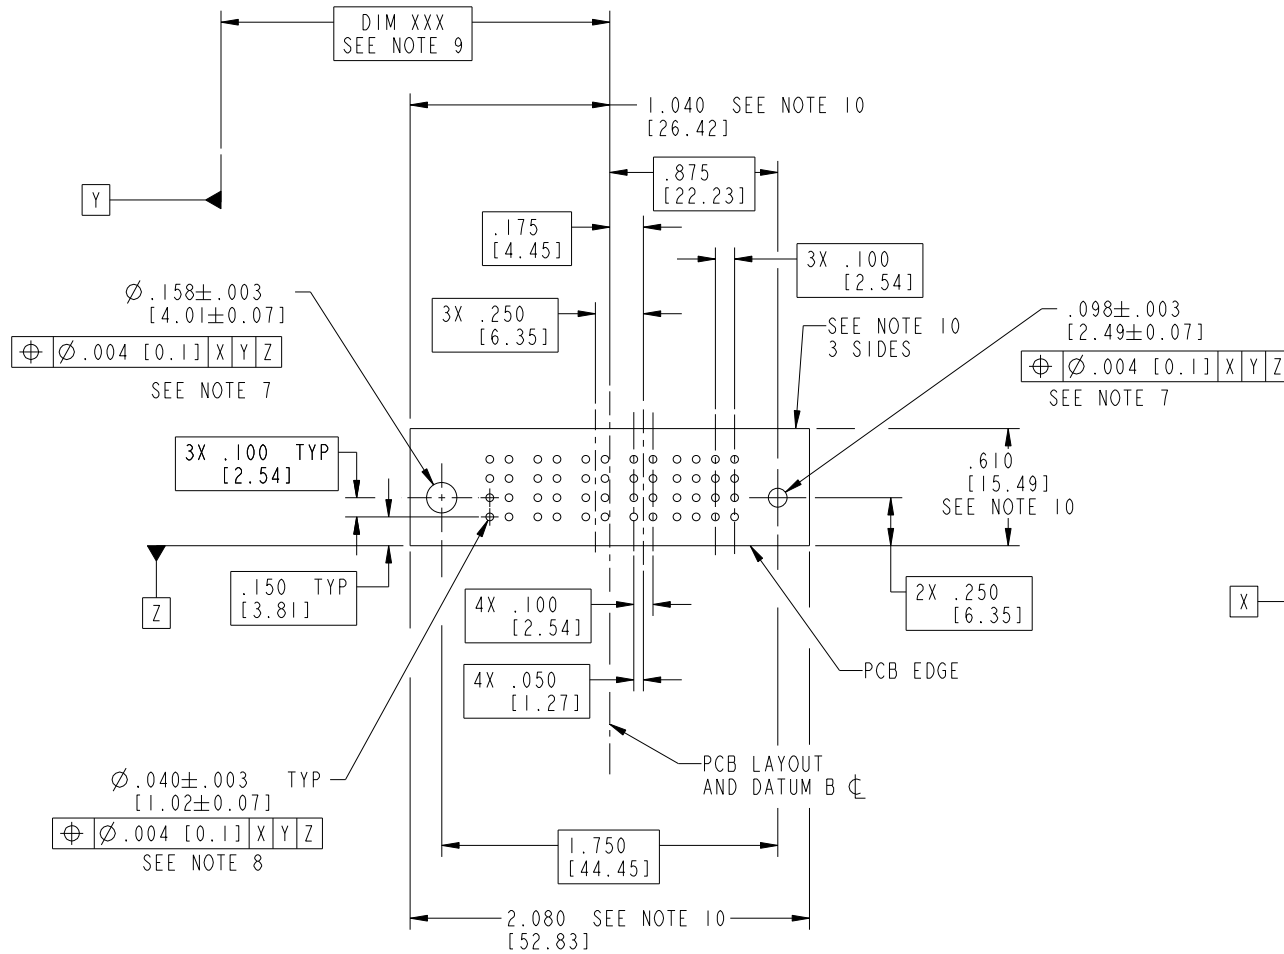 DIM XXX
SEE NOTE 9
1.040 SEE NOTE 10
[26.42]
.875
[22.23]
Y
.175
[4.45]
3X .100
[2.54]
Ø.158±.003
[4.01±0.07]
⌖ Ø.004 [0.1] X Y Z
SEE NOTE 7
3X .250
[6.35]
SEE NOTE 10
3 SIDES
.098±.003
[2.49±0.07]
⌖ Ø.004 [0.1] X Y Z
SEE NOTE 7
3X .100 TYP
[2.54]
.610
[15.49]
SEE NOTE 10
Z
.150 TYP
[3.81]
4X .100
[2.54]
2X .250
[6.35]
X
4X .050
[1.27]
PCB EDGE
PCB LAYOUT
AND DATUM B ℄
Ø.040±.003 TYP
[1.02±0.07]
⌖ Ø.004 [0.1] X Y Z
SEE NOTE 8
1.750
[44.45]
2.080 SEE NOTE 10
[52.83]